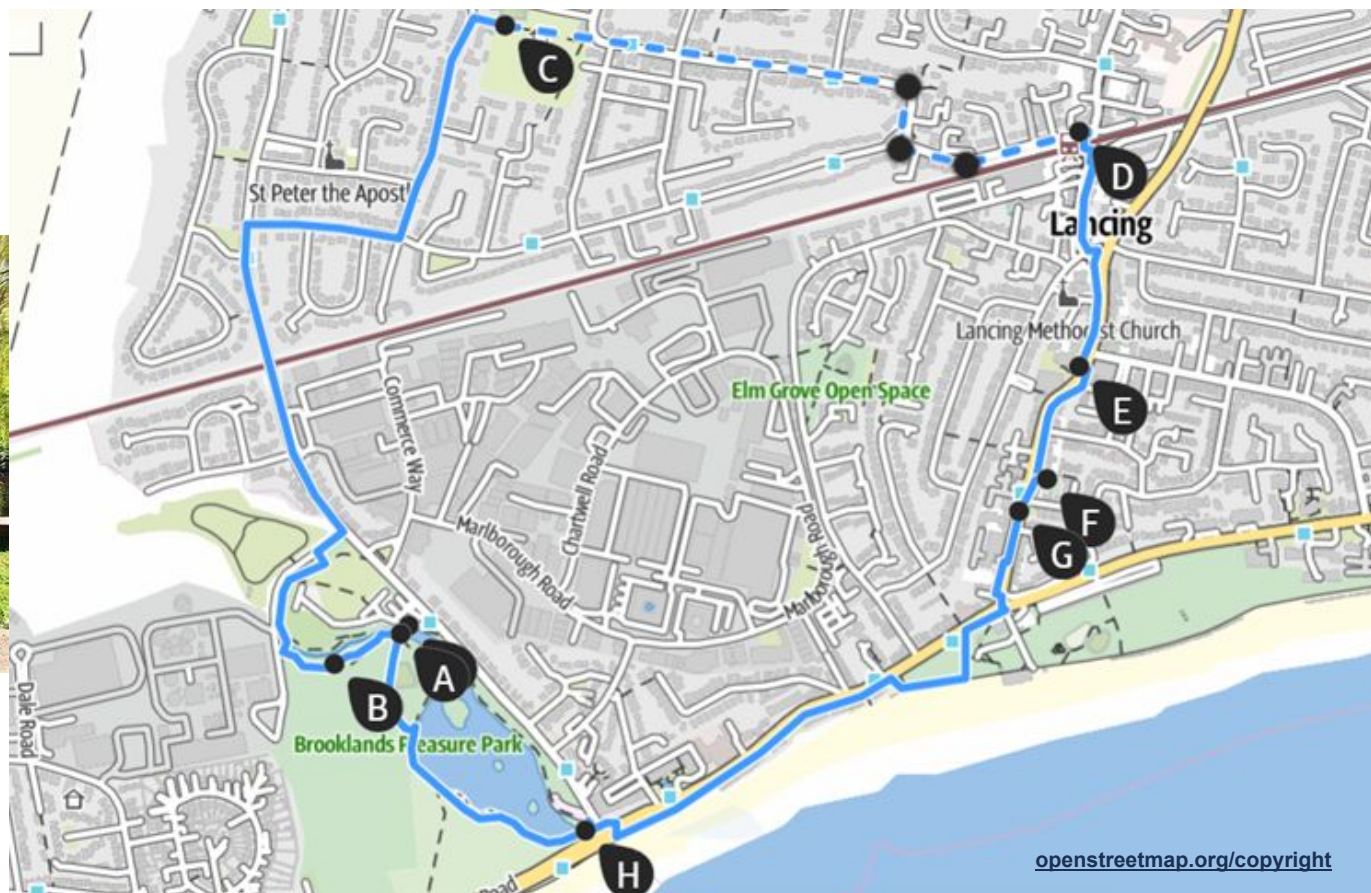 C
St Peter the Apostl
D
Lancing
Lancing Methodist Church
Elm Grove Open Space
E
Commerce Way
Chartwell Road
Marlborough Road
Marlborough Road
F
G
A
B
Dale Road
Brooklands Pleasure Park
H
Road
openstreetmap.org/copyright